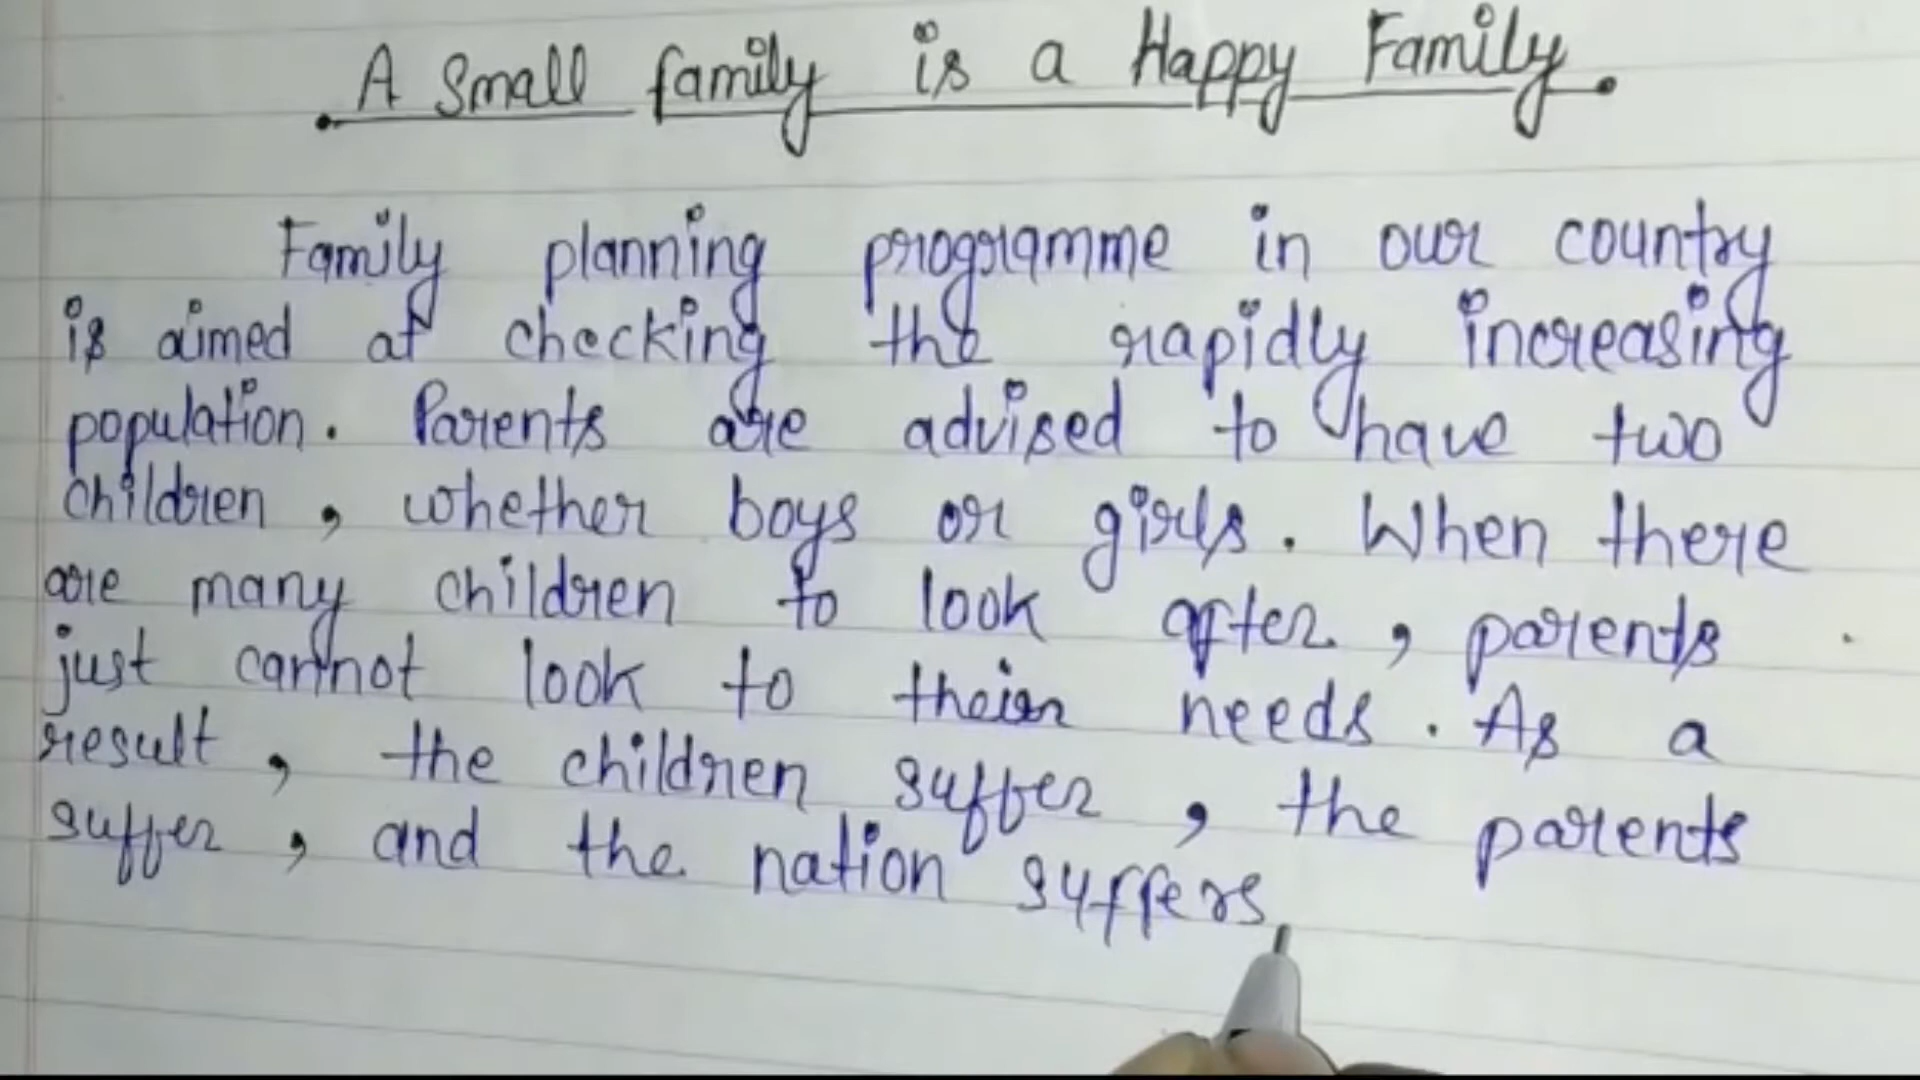 A Small family is a Happy Family.
Family planning programme in our country
is aimed at checking the rapidly increasing
population. Parents are advised to have two
children, whether boys or girls. When there
are many children to look after, parents
just cannot look to their needs. As a
result, the children suffer, the parents
suffer, and the nation suffers